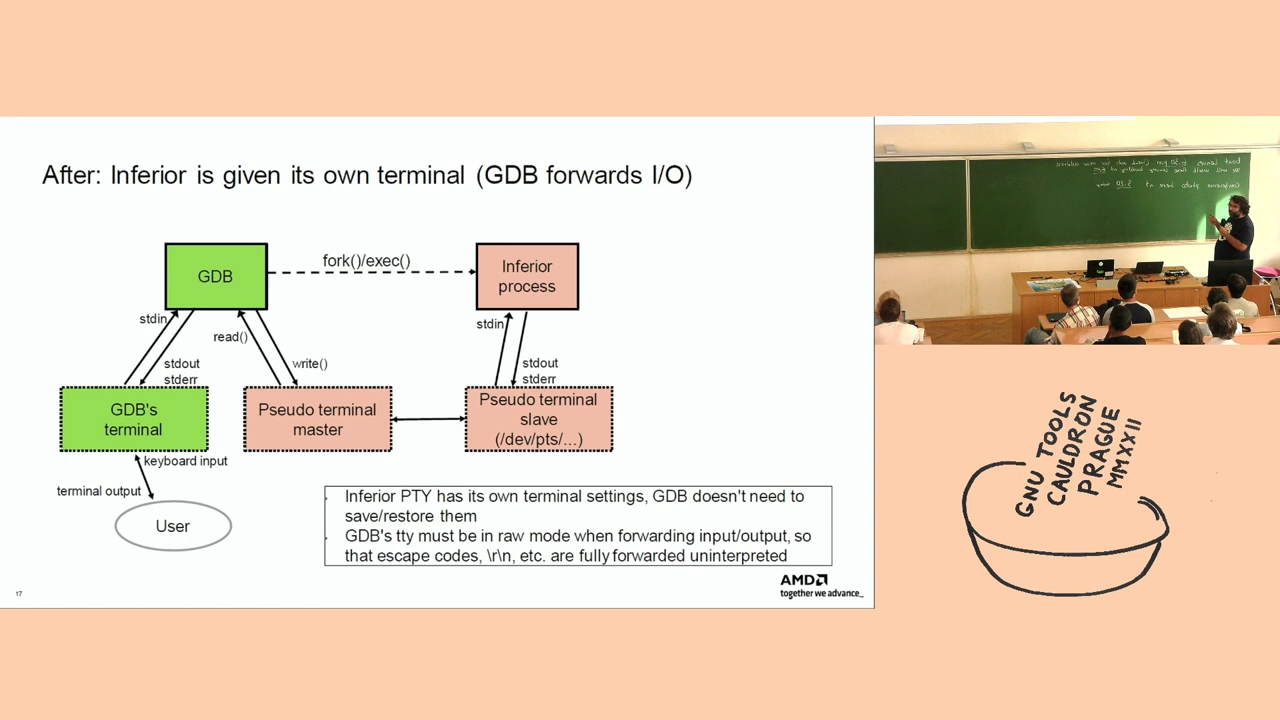 After: Inferior is given its own terminal (GDB forwards I/O)
GDB
fork()/exec()
Inferior
process
stdin
stdout
stderr
read()
write()
stdin
stdout
stderr
GDB's
terminal
Pseudo terminal
master
Pseudo terminal
slave
(/dev/pts/...)
keyboard input
terminal output
User
Inferior PTY has its own terminal settings, GDB doesn't need to
save/restore them
GDB's tty must be in raw mode when forwarding input/output, so
that escape codes, \r\n, etc. are fully forwarded uninterpreted
17
AMD
together we advance_
GNU TOOLS
CAULDRON
PRAGUE
MMXXII